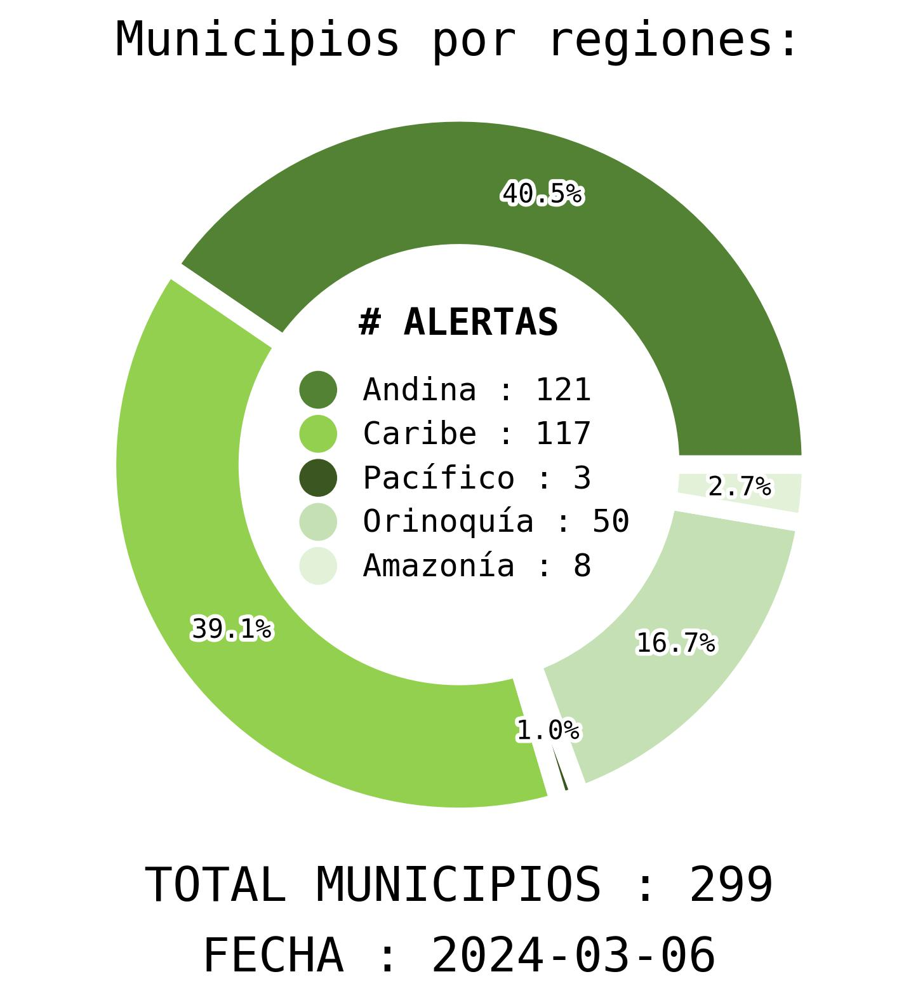 Municipios por regiones:
40.5%
# ALERTAS
Andina : 121
Caribe : 117
Pacífico : 3
Orinoquía : 50
Amazonía : 8
2.7%
39.1%
16.7%
1.0%
TOTAL MUNICIPIOS : 299
FECHA : 2024-03-06